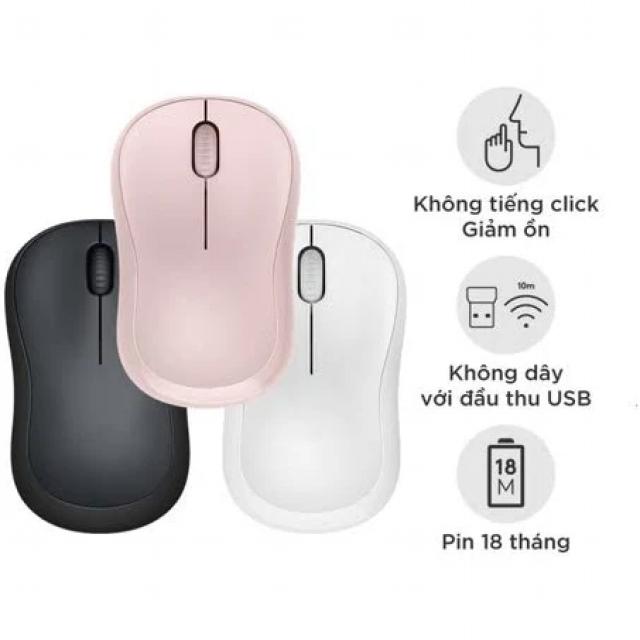 Không tiếng click
Giảm ồn
10m
Không dây
với đầu thu USB
18
M
Pin 18 tháng